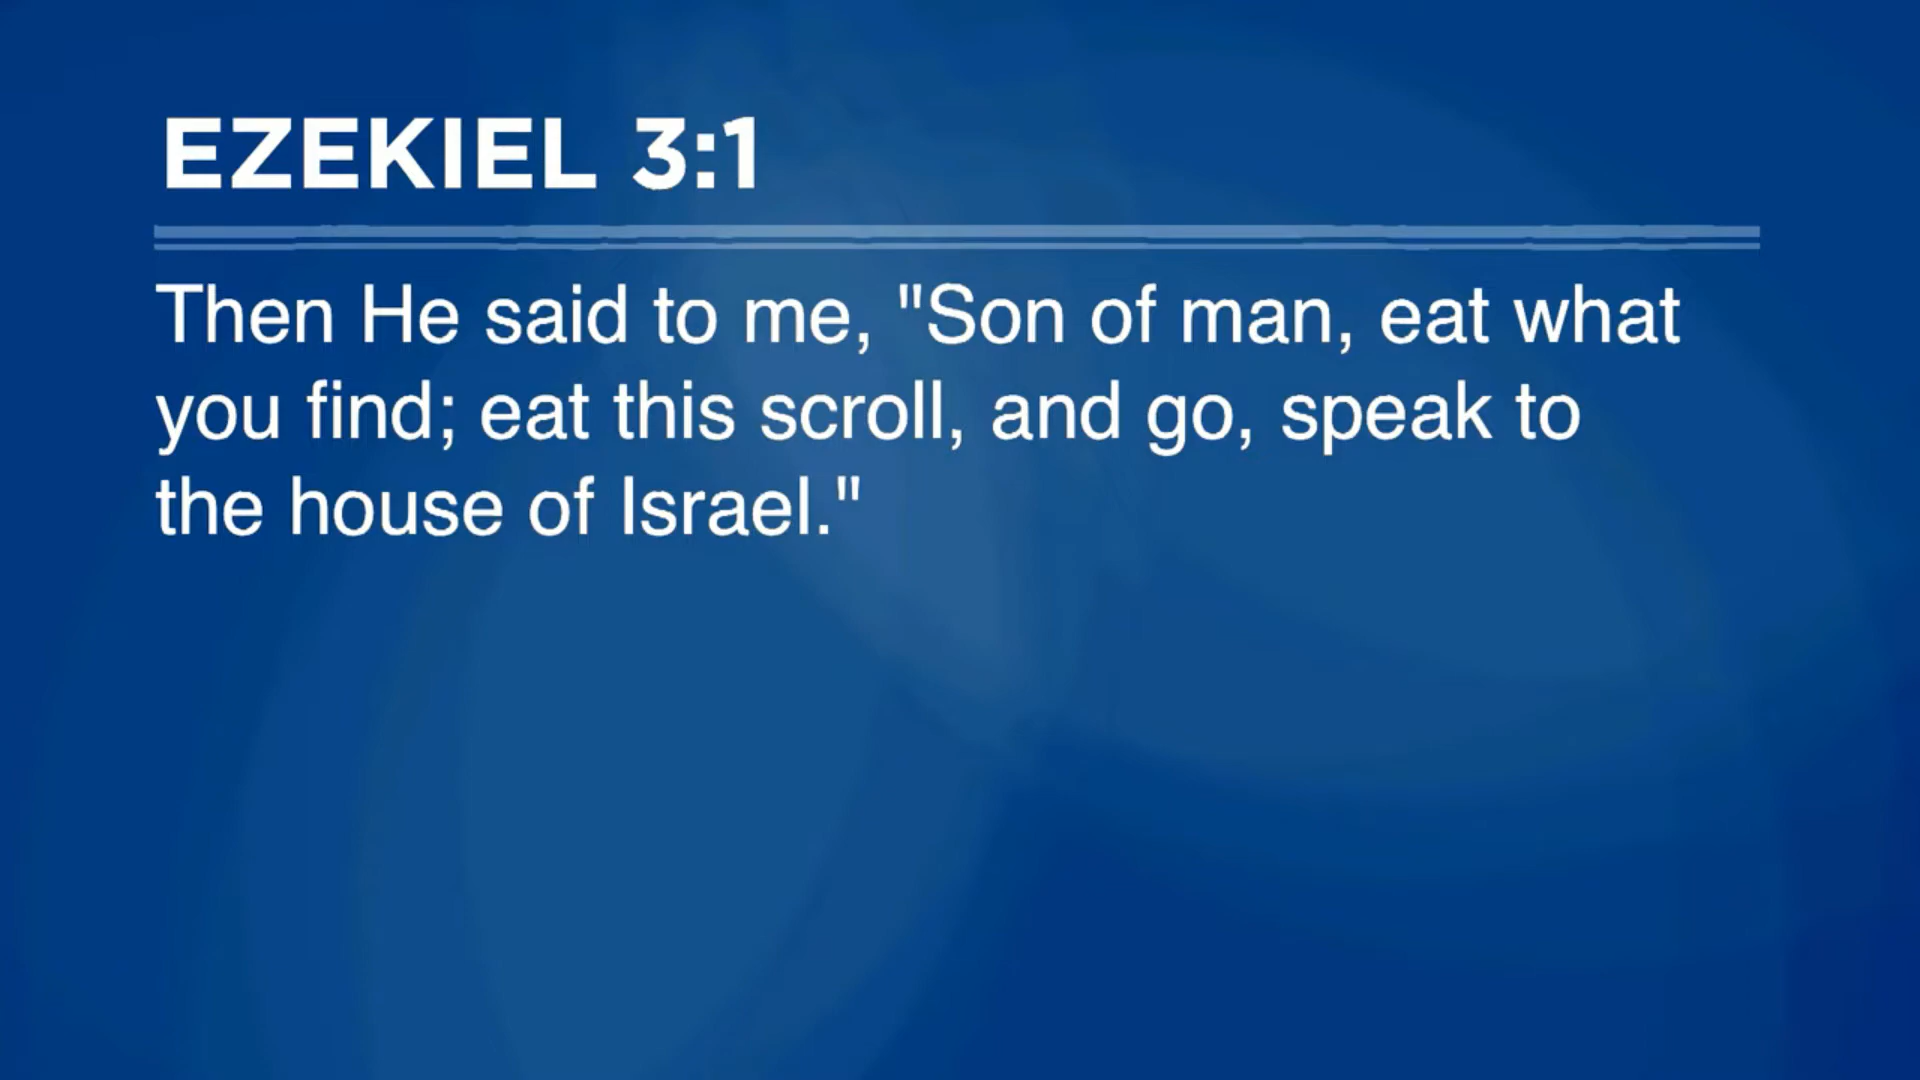 EZEKIEL 3:1
Then He said to me, "Son of man, eat what
you find; eat this scroll, and go, speak to
the house of Israel."